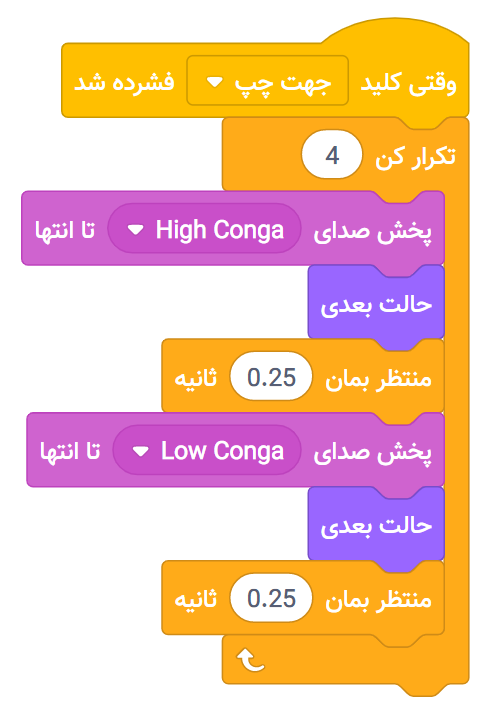 وقتی کلید جهت چپ فشرده شد
تکرار کن 4
پخش صدای High Conga تا انتها
حالت بعدی
منتظر بمان 0.25 ثانیه
پخش صدای Low Conga تا انتها
حالت بعدی
منتظر بمان 0.25 ثانیه